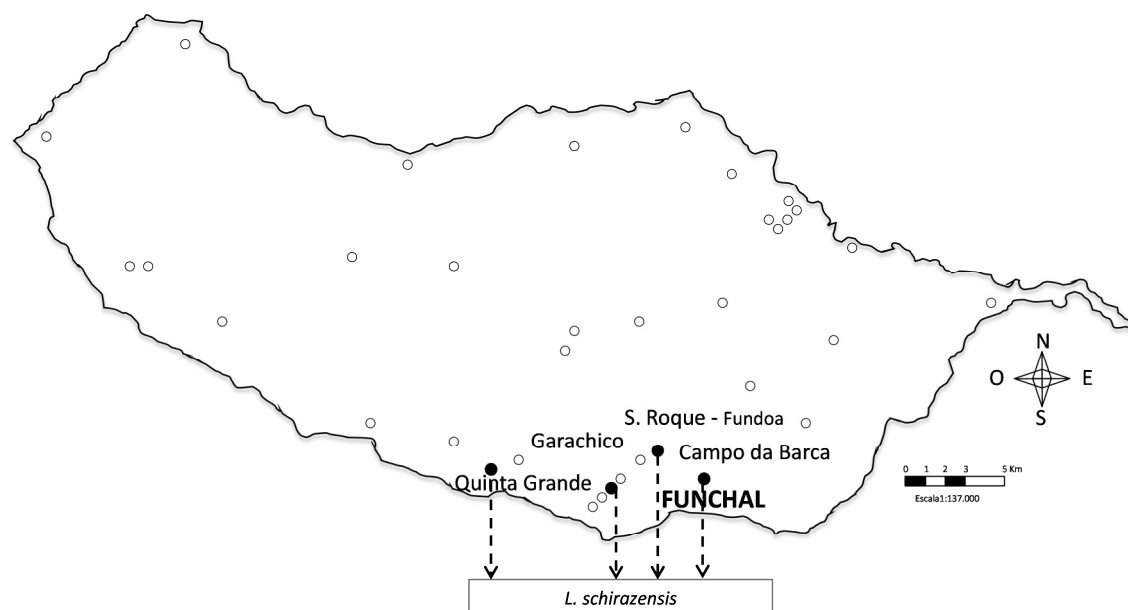 N
O E
S
S. Roque - Fundoa
Garachico
Campo da Barca
Quinta Grande
FUNCHAL
0 1 2 3 5 Km
Escala1:137.000
L. schirazensis